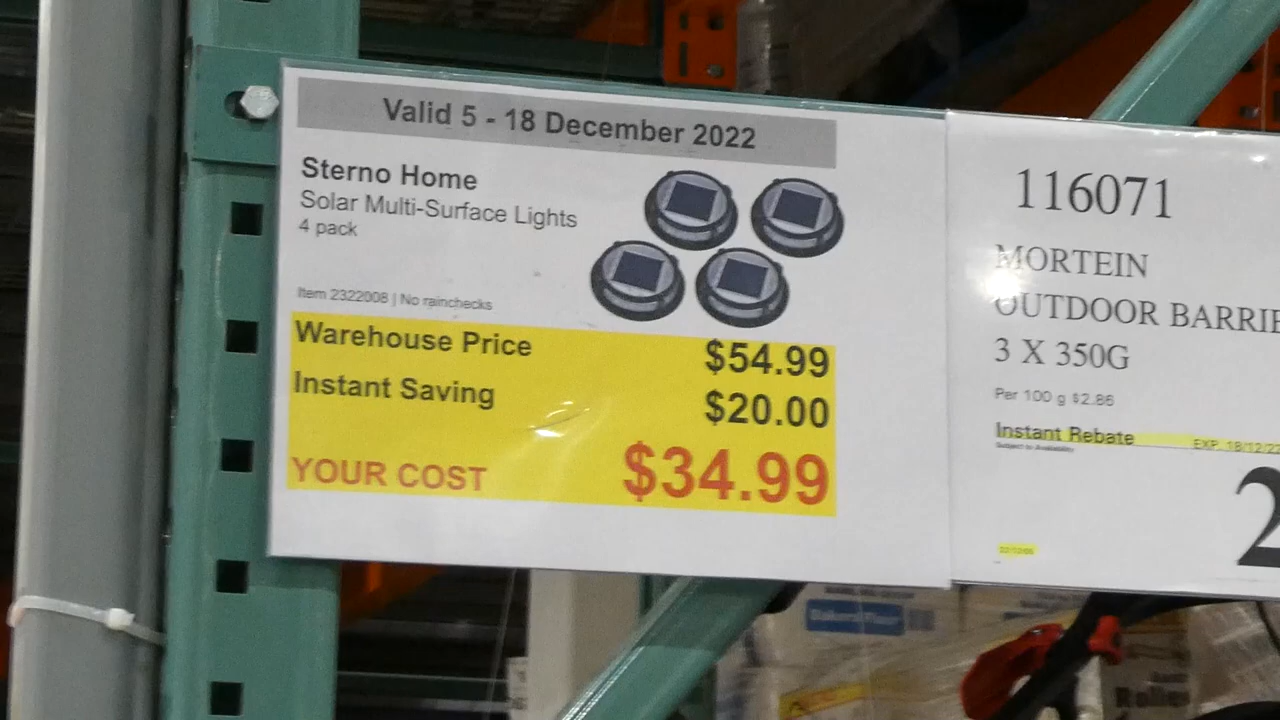 Valid 5 - 18 December 2022
Sterno Home
Solar Multi-Surface Lights
4 pack
Item 2322008 | No rainchecks
Warehouse Price $54.99
Instant Saving $20.00
YOUR COST $34.99
116071
MORTEIN
OUTDOOR BARRIE
3 X 350G
Per 100 g $2.86
Instant Rebate EXP. 18/12/22
Subject to Availability
2